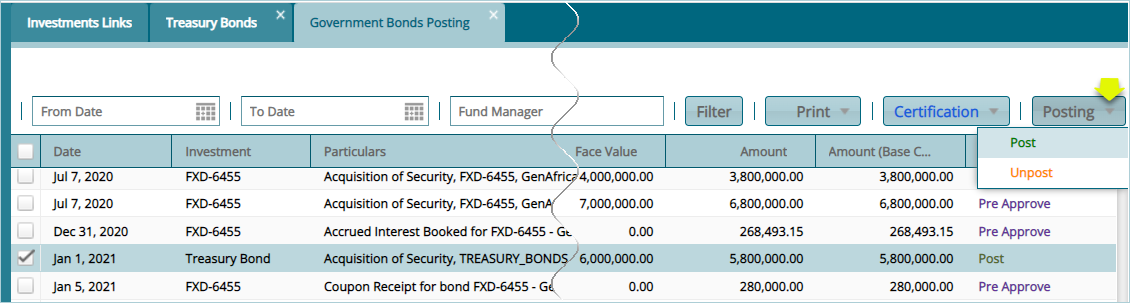 Investments Links Treasury Bonds × Government Bonds Posting ×
From Date To Date Fund Manager Filter Print Certification Posting
Date Investment Particulars Face Value Amount Amount (Base C...
Post
Unpost
Jul 7, 2020 FXD-6455 Acquisition of Security, FXD-6455, GenAfrica 4,000,000.00 3,800,000.00 3,800,000.00
Jul 7, 2020 FXD-6455 Acquisition of Security, FXD-6455, GenA 7,000,000.00 6,800,000.00 6,800,000.00 Pre Approve
Dec 31, 2020 FXD-6455 Accrued Interest Booked for FXD-6455 - Ge 0.00 268,493.15 268,493.15 Pre Approve
Jan 1, 2021 Treasury Bond Acquisition of Security, TREASURY_BONDS 6,000,000.00 5,800,000.00 5,800,000.00 Post
Jan 5, 2021 FXD-6455 Coupon Receipt for bond FXD-6455 - Gen 0.00 280,000.00 280,000.00 Pre Approve